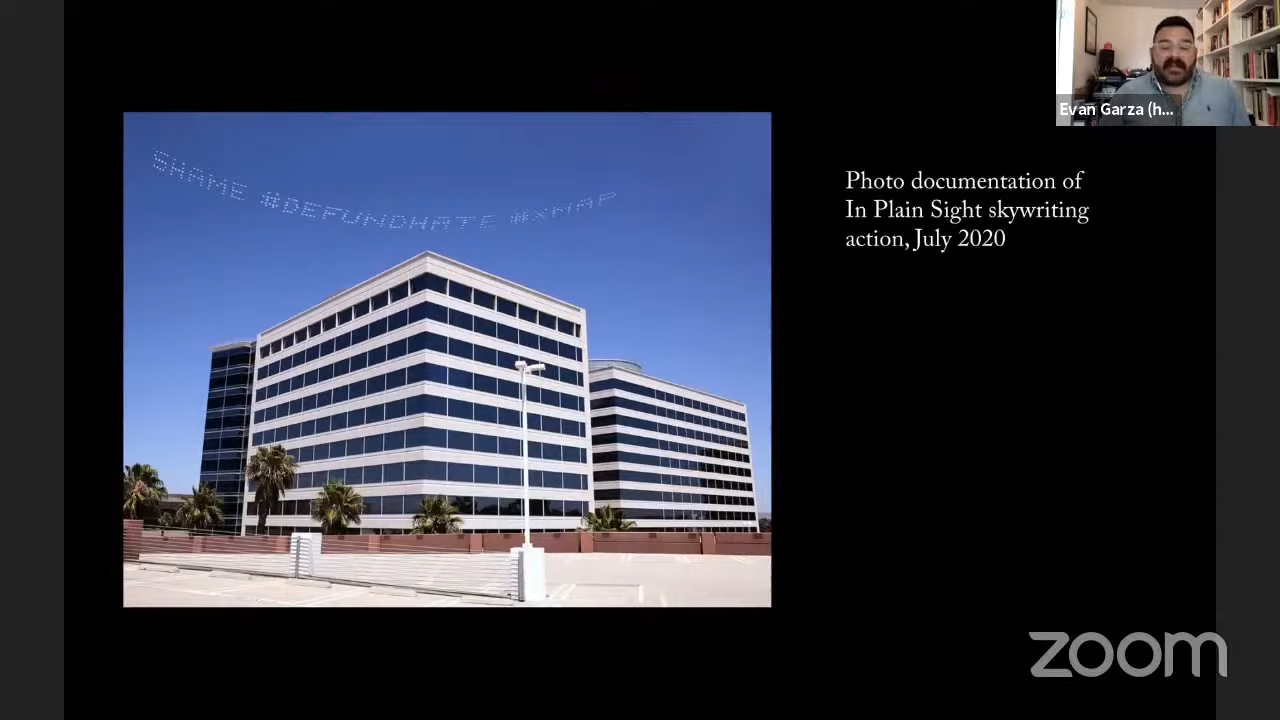 Evan Garza (h...
SHAME #DEFUNDHATE #XMAP
Photo documentation of
In Plain Sight skywriting
action, July 2020
zoom